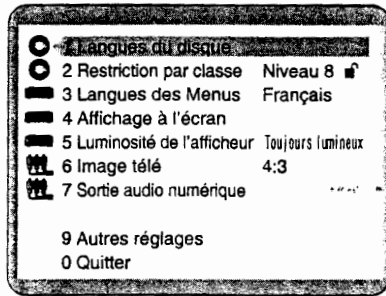 1 Langues du disque
2 Restriction par classe Niveau 8
3 Langues des Menus Français
4 Affichage à l'écran
5 Luminosité de l'afficheur Toujours lumineux
6 Image télé 4:3
7 Sortie audio numérique
9 Autres réglages
0 Quitter